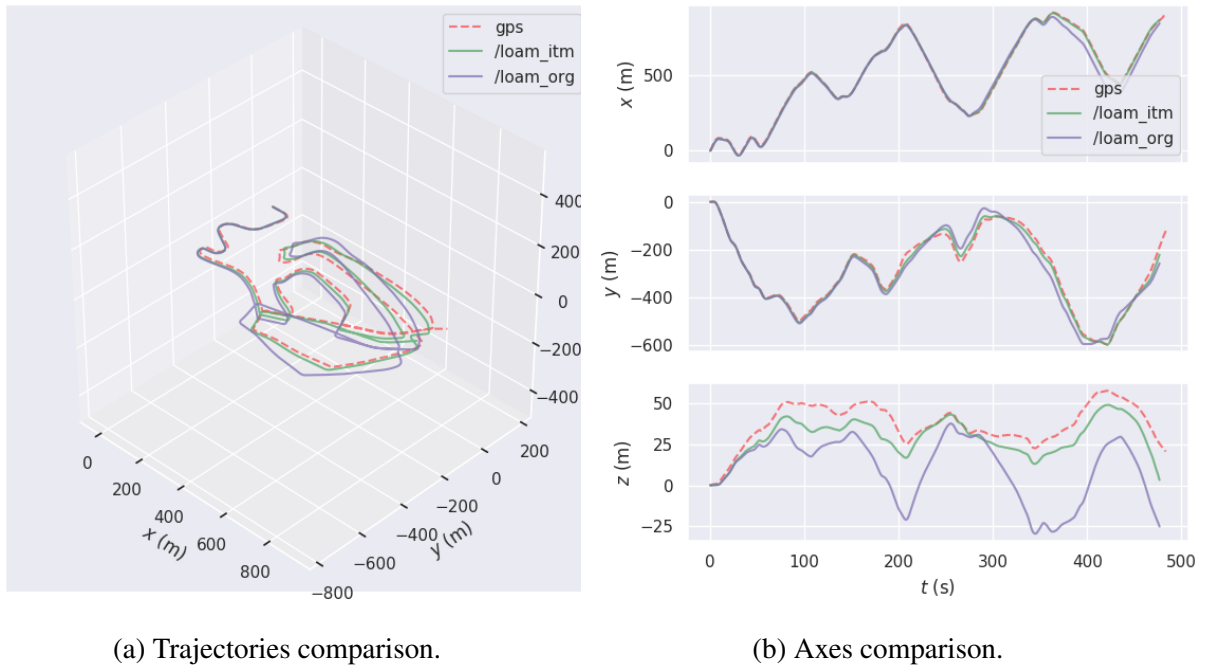 gps
/loam_itm
/loam_org
400
200
0
−200
−400
0
200
400
600
800
x (m)
−800
−600
−400
−200
0
200
y (m)
500
0
x (m)
gps
/loam_itm
/loam_org
0
−200
−400
−600
y (m)
50
25
0
−25
z (m)
0
100
200
300
400
500
t (s)
(a) Trajectories comparison.
(b) Axes comparison.